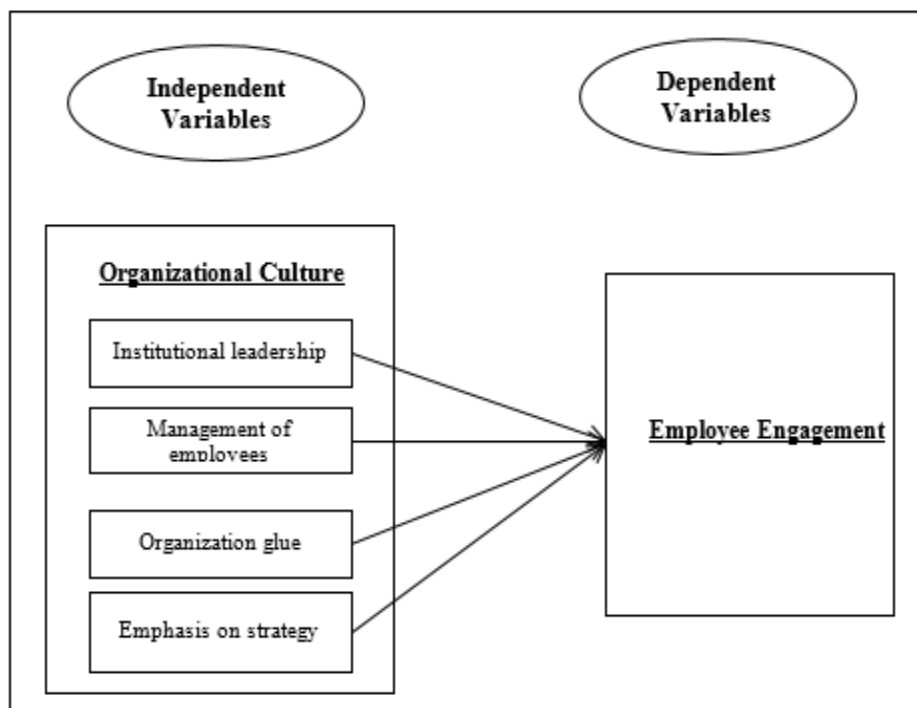 Independent
Variables
Dependent
Variables
Organizational Culture
Institutional leadership
Management of
employees
Organization glue
Emphasis on strategy
Employee Engagement